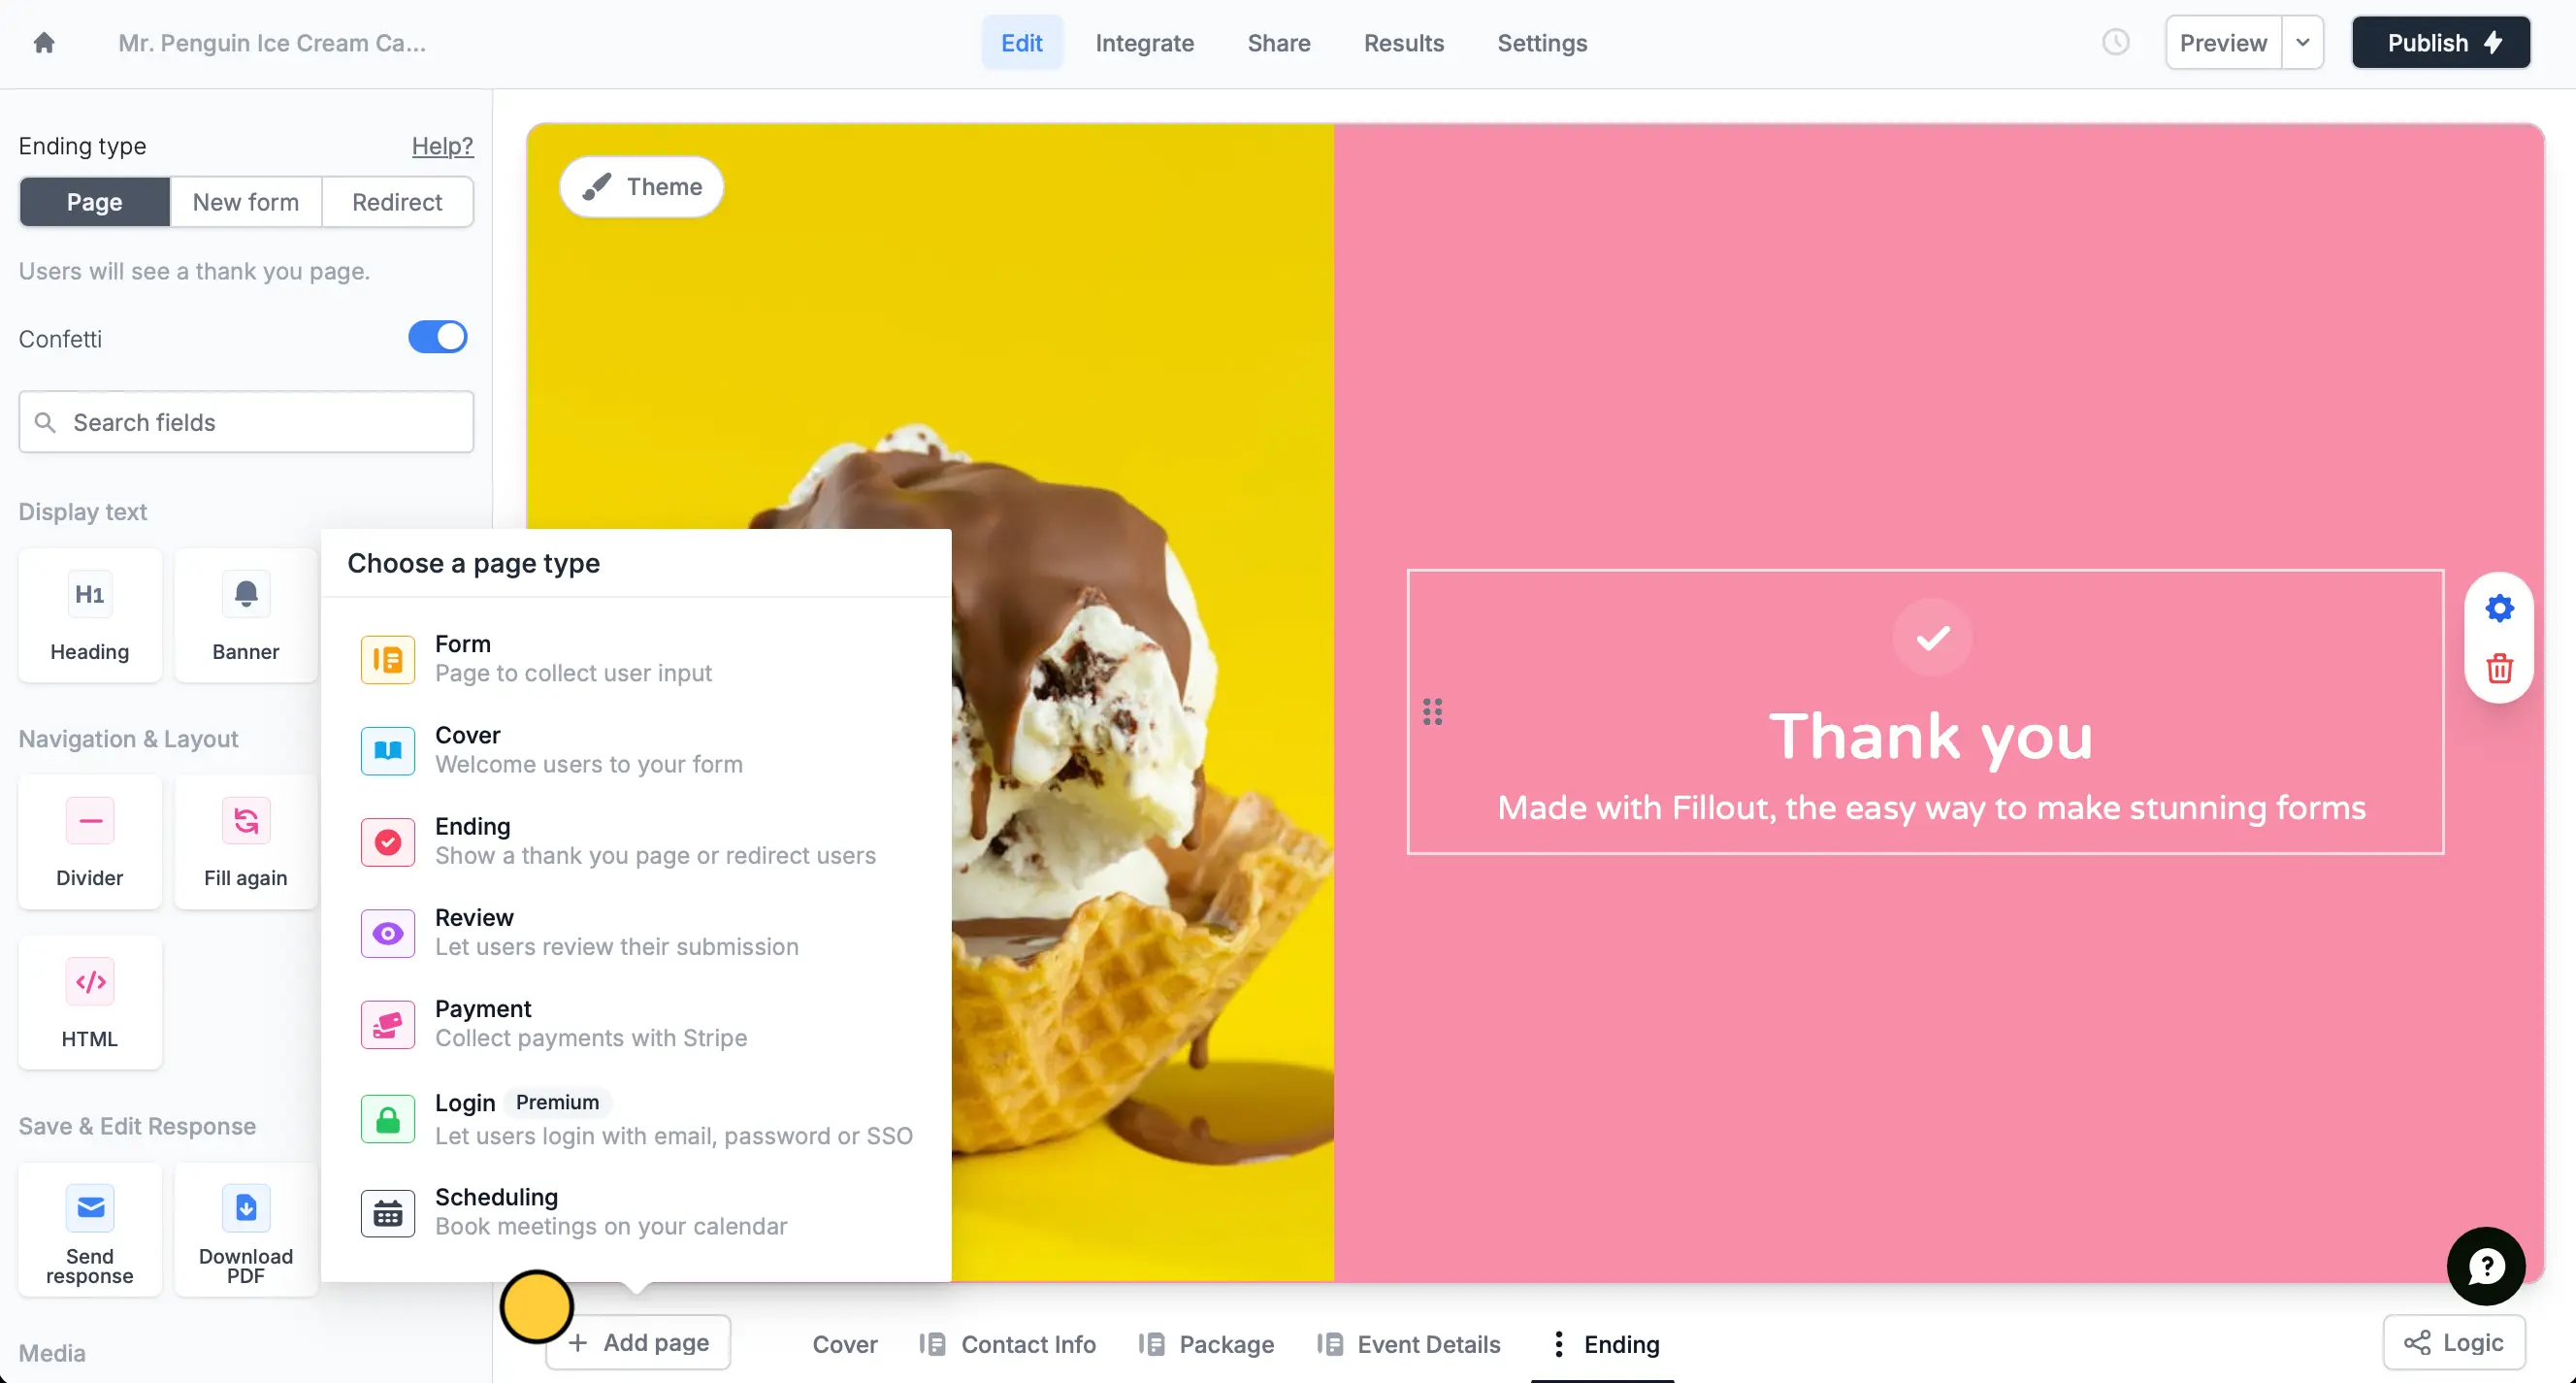 Mr. Penguin Ice Cream Ca...
Edit
Integrate
Share
Results
Settings
Preview
Publish
Ending type
Help?
Page
New form
Redirect
Users will see a thank you page.
Confetti
Search fields
Display text
H1
Heading
Banner
Navigation & Layout
Divider
Fill again
HTML
Save & Edit Response
Send
response
Download
PDF
Media
Theme
Choose a page type
Form
Page to collect user input
Cover
Welcome users to your form
Ending
Show a thank you page or redirect users
Review
Let users review their submission
Payment
Collect payments with Stripe
Login Premium
Let users login with email, password or SSO
Scheduling
Book meetings on your calendar
Thank you
Made with Fillout, the easy way to make stunning forms
+ Add page
Cover
Contact Info
Package
Event Details
Ending
Logic